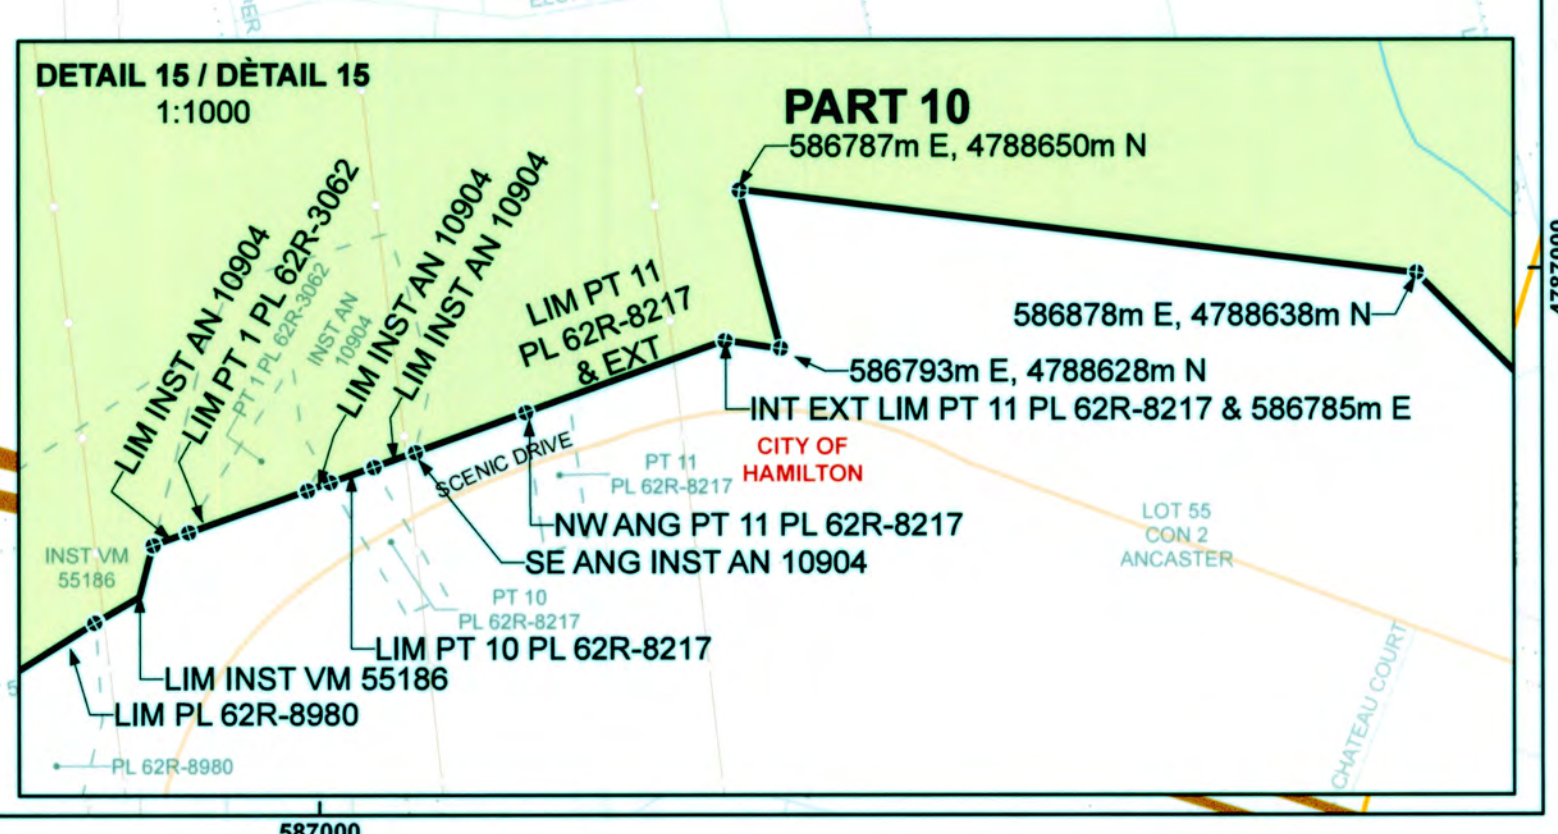 DETAIL 15 / DÈTAIL 15
1:1000
PART 10
586787m E, 4788650m N
LIM INST AN 10904
LIM PT 1 PL 62R-3062
PT 1 PL 62R-3062
INST AN
10904
LIM INST AN 10904
LIM INST AN 10904
LIM PT 11
PL 62R-8217
& EXT
586878m E, 4788638m N
586793m E, 4788628m N
INT EXT LIM PT 11 PL 62R-8217 & 586785m E
CITY OF
HAMILTON
SCENIC DRIVE
PT 11
PL 62R-8217
NW ANG PT 11 PL 62R-8217
SE ANG INST AN 10904
LOT 55
CON 2
ANCASTER
INST VM
55186
PT 10
PL 62R-8217
LIM PT 10 PL 62R-8217
LIM INST VM 55186
LIM PL 62R-8980
PL 62R-8980
CHATEAU COURT
4787000
587000